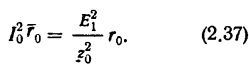 I_0^2 \bar{r}_0 = \frac{E_1^2}{z_0^2} r_0. (2.37)